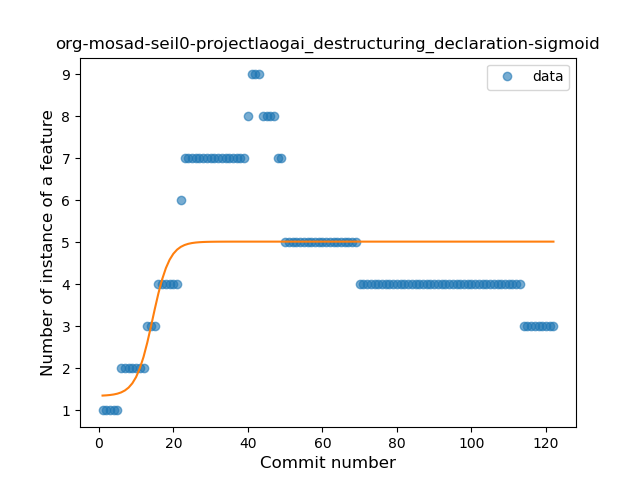 org-mosad-seil0-projectlaogai_destructuring_declaration-sigmoid
data
Number of instance of a feature
9
8
7
6
5
4
3
2
1
0 20 40 60 80 100 120
Commit number